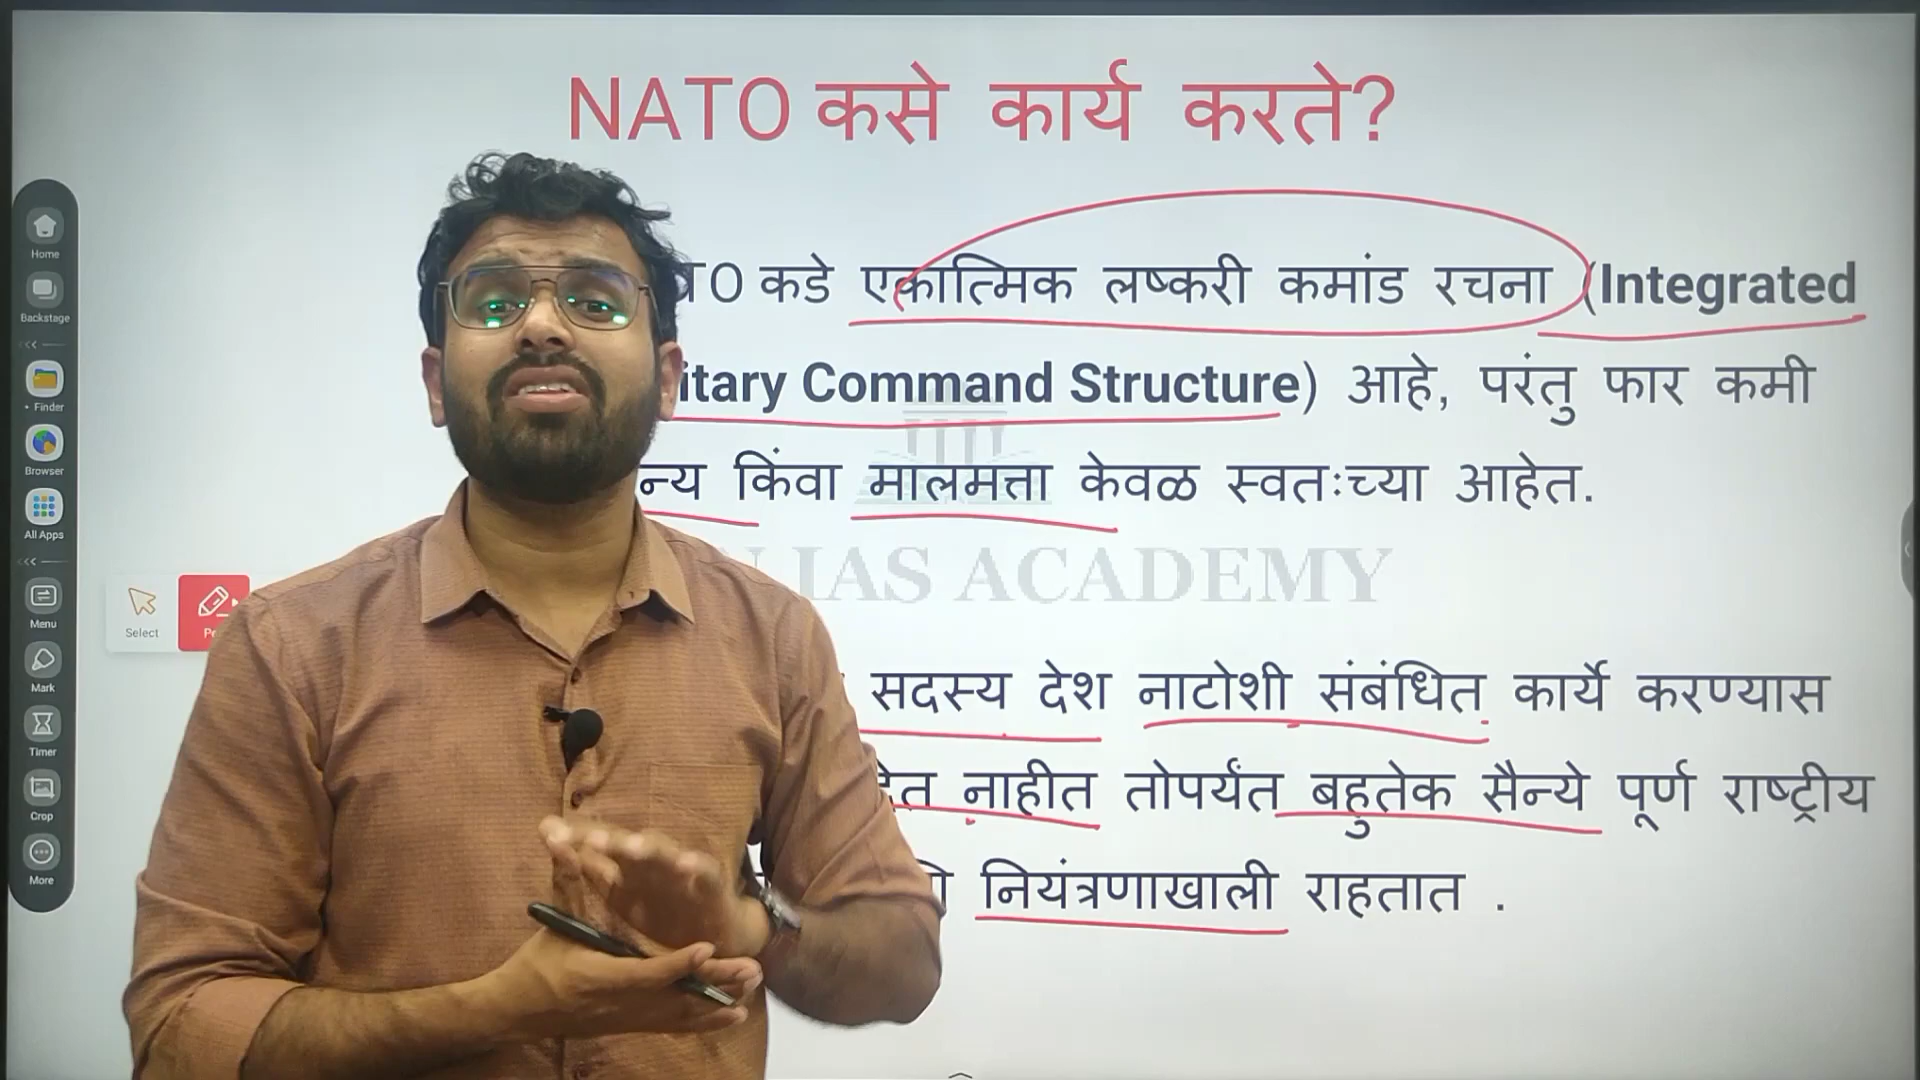 NATO कसे कार्य करते?
TO कडे एकात्मिक लष्करी कमांड रचना (Integrated
itary Command Structure) आहे, परंतु फार कमी
न्य किंवा मालमत्ता केवळ स्वतःच्या आहेत.
IAS ACADEMY
सदस्य देश नाटोशी संबंधित कार्ये करण्यास
नाहीत तोपर्यंत बहुतेक सैन्ये पूर्ण राष्ट्रीय
नियंत्रणाखाली राहतात .
Home
Backstage
Finder
Browser
All Apps
Menu
Mark
Timer
Crop
More
Select
Pe